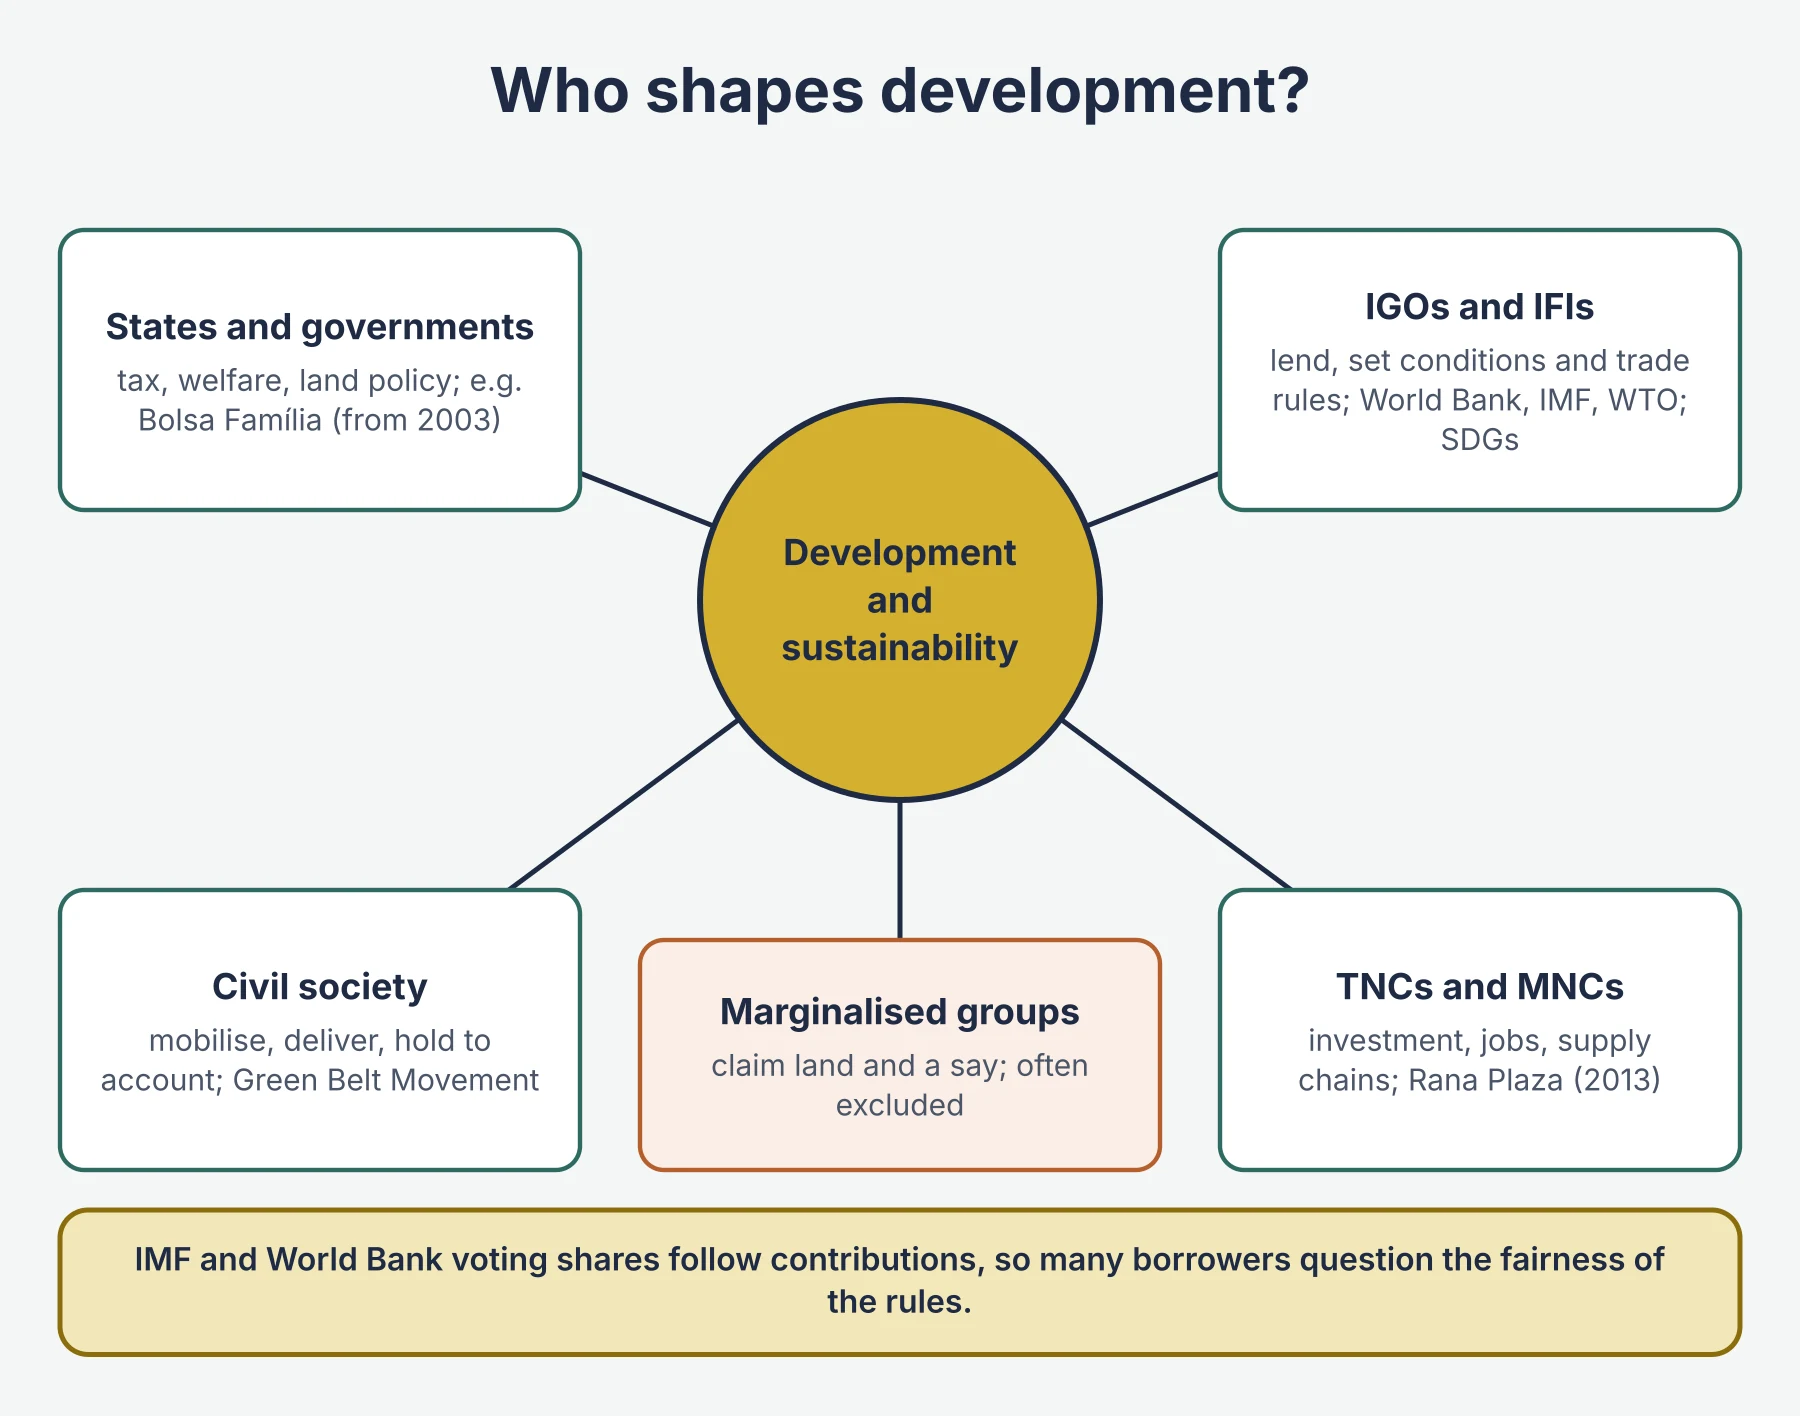 Who shapes development?
States and governments
tax, welfare, land policy; e.g.
Bolsa Família (from 2003)
IGOs and IFIs
lend, set conditions and trade
rules; World Bank, IMF, WTO;
SDGs
Development
and
sustainability
Civil society
mobilise, deliver, hold to
account; Green Belt Movement
Marginalised groups
claim land and a say; often
excluded
TNCs and MNCs
investment, jobs, supply
chains; Rana Plaza (2013)
IMF and World Bank voting shares follow contributions, so many borrowers question the fairness of
the rules.